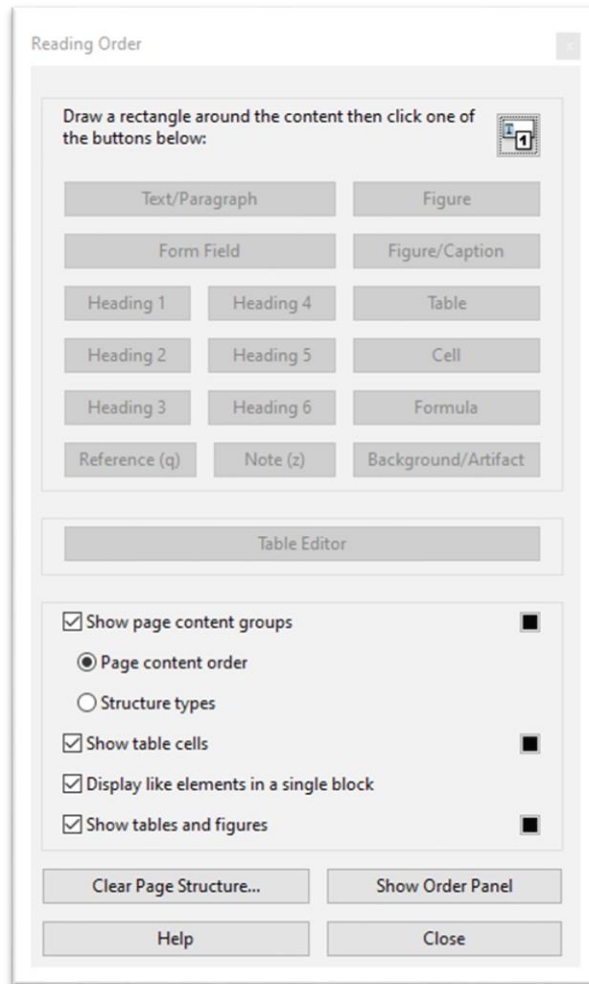 Reading Order
x
Draw a rectangle around the content then click one of
the buttons below:
1
Text/Paragraph Figure
Form Field Figure/Caption
Heading 1 Heading 4 Table
Heading 2 Heading 5 Cell
Heading 3 Heading 6 Formula
Reference (q) Note (z) Background/Artifact
Table Editor
Show page content groups
Page content order
Structure types
Show table cells
Display like elements in a single block
Show tables and figures
Clear Page Structure... Show Order Panel
Help Close